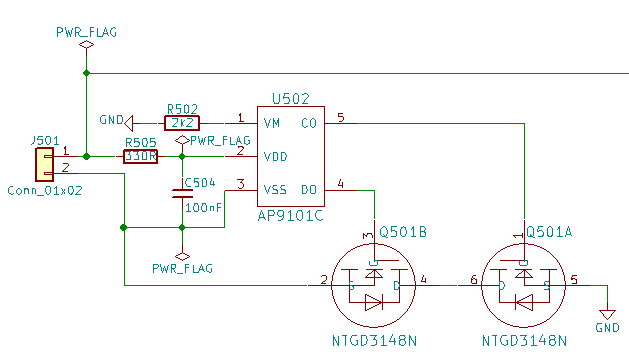 PWR_FLAG
U502
R502
GND
2k2
1
VM
CO
5
J501
PWR_FLAG
1
R505
330R
2
VDD
2
Conn_01x02
C504
100nF
3
VSS
DO
4
AP9101C
PWR_FLAG
3
Q501B
1
Q501A
2
S
D
4
6
D
S
5
G
G
GND
NTGD3148N
NTGD3148N